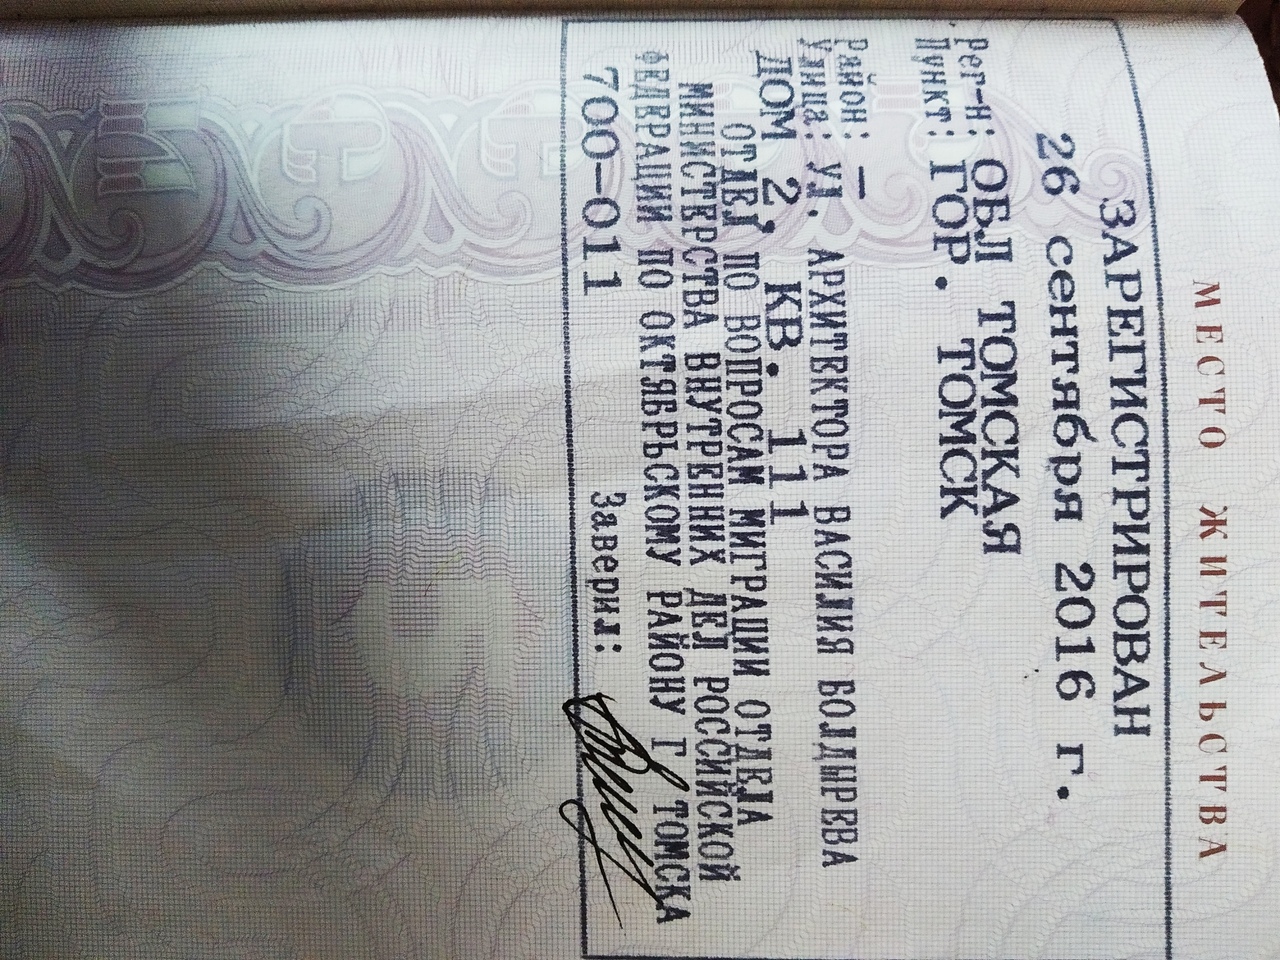 МЕСТО ЖИТЕЛЬСТВА
ЗАРЕГИСТРИРОВАН
26 сентября 2016 г.
Рег-н: ОБЛ ТОМСКАЯ
Пункт: ГОР. ТОМСК
Район: —
Улица: УЛ. АРХИТЕКТОРА ВАСИЛИЯ БОЛДЫРЕВА
ДОМ 2, КВ. 111
ОТДЕЛ ПО ВОПРОСАМ МИГРАЦИИ ОТДЕЛА
МИНИСТЕРСТВА ВНУТРЕННИХ ДЕЛ РОССИЙСКОЙ
ФЕДЕРАЦИИ ПО ОКТЯБРЬСКОМУ РАЙОНУ Г ТОМСКА
700-011
Заверил: